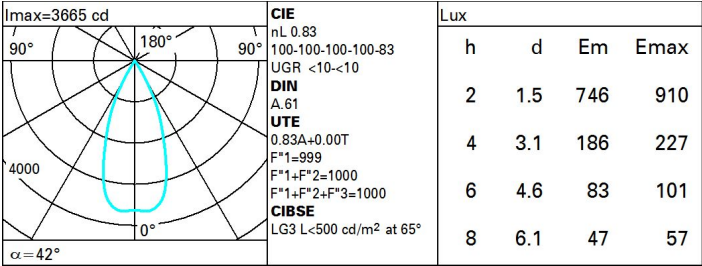 Imax=3665 cd
90°
180°
90°
4000
0°
α=42°
CIE
nL 0.83
100-100-100-100-83
UGR <10-<10
DIN
A.61
UTE
0.83A+0.00T
F"1=999
F"1+F"2=1000
F"1+F"2+F"3=1000
CIBSE
LG3 L<500 cd/m² at 65°
Lux
h d Em Emax
2 1.5 746 910
4 3.1 186 227
6 4.6 83 101
8 6.1 47 57